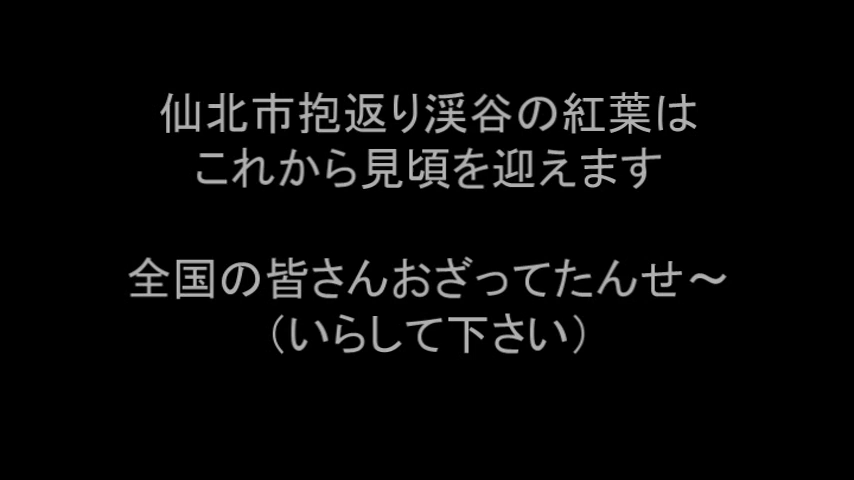 仙北市抱返り渓谷の紅葉は
これから見頃を迎えます
全国の皆さんおざってたんせ～
（いらして下さい）